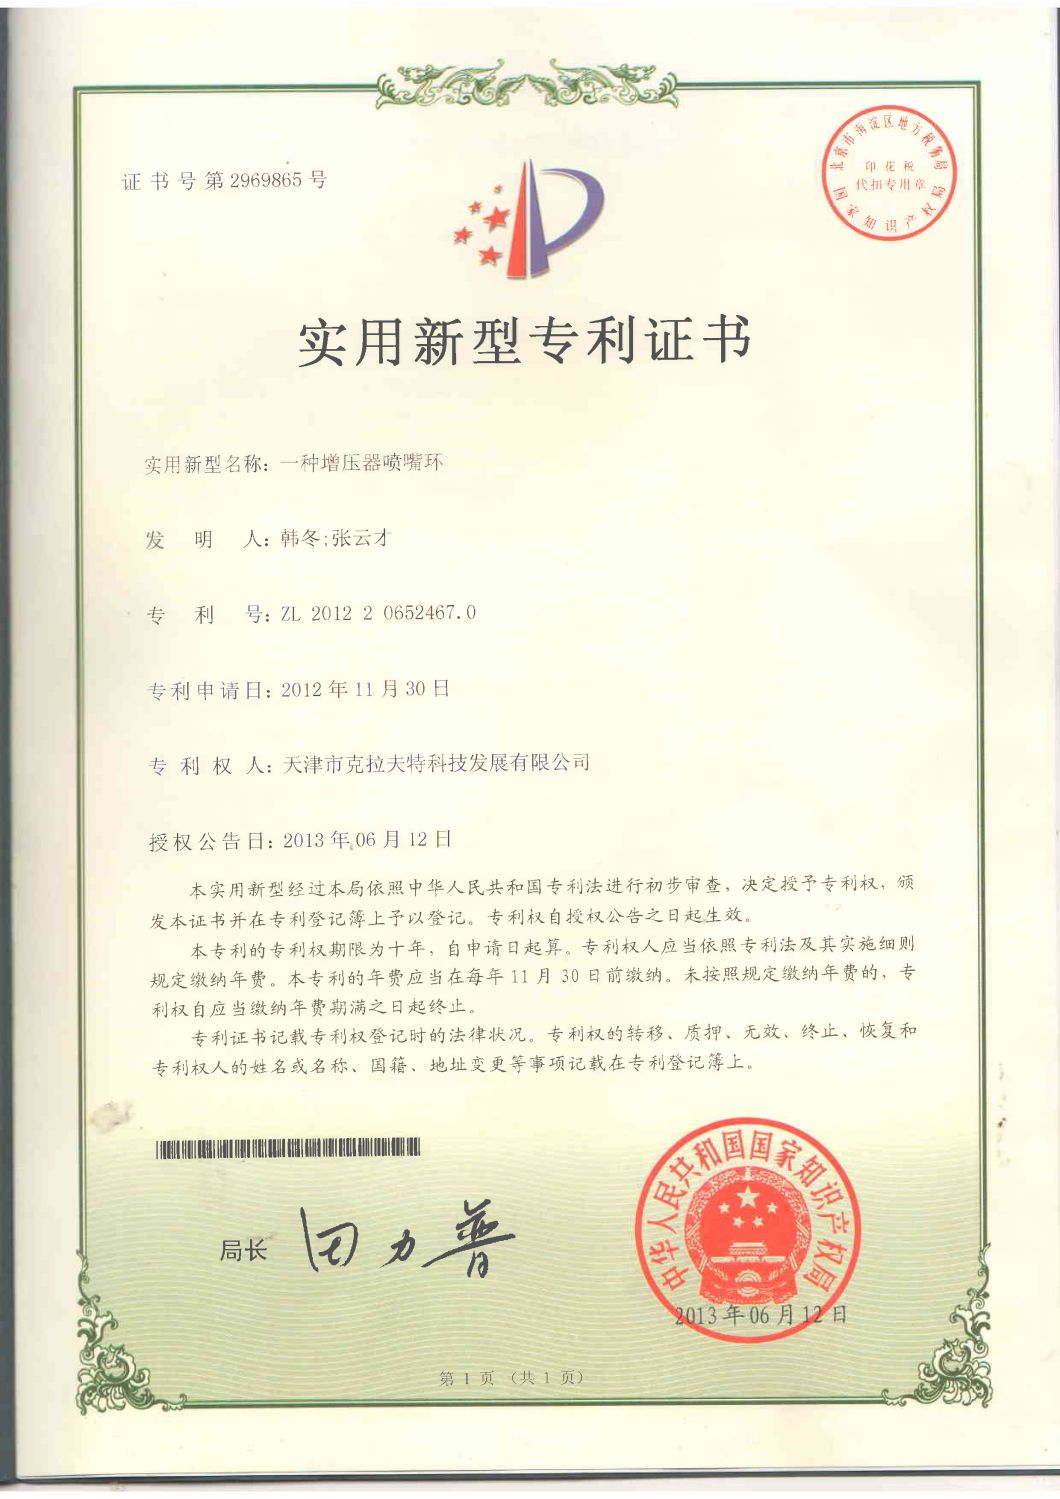 证书号第2969865号
北京市海淀区地方税务局
印花税
代扣专用章
国家知识产权局
实用新型专利证书
实用新型名称：一种增压器喷嘴环
发明人：韩冬;张云才
专利号：ZL 2012 2 0652467.0
专利申请日：2012年11月30日
专利权人：天津市克拉夫特科技发展有限公司
授权公告日：2013年06月12日
本实用新型经过本局依照中华人民共和国专利法进行初步审查，决定授予专利权，颁
发本证书并在专利登记簿上予以登记。专利权自授权公告之日起生效。
本专利的专利权期限为十年，自申请日起算。专利权人应当依照专利法及其实施细则
规定缴纳年费。本专利的年费应当在每年11月30日前缴纳。未按照规定缴纳年费的，专
利权自应当缴纳年费期满之日起终止。
专利证书记载专利权登记时的法律状况。专利权的转移、质押、无效、终止、恢复和
专利权人的姓名或名称、国籍、地址变更等事项记载在专利登记簿上。
局长 田力普
中华人民共和国国家知识产权局
2013年06月12日
第1页（共1页）